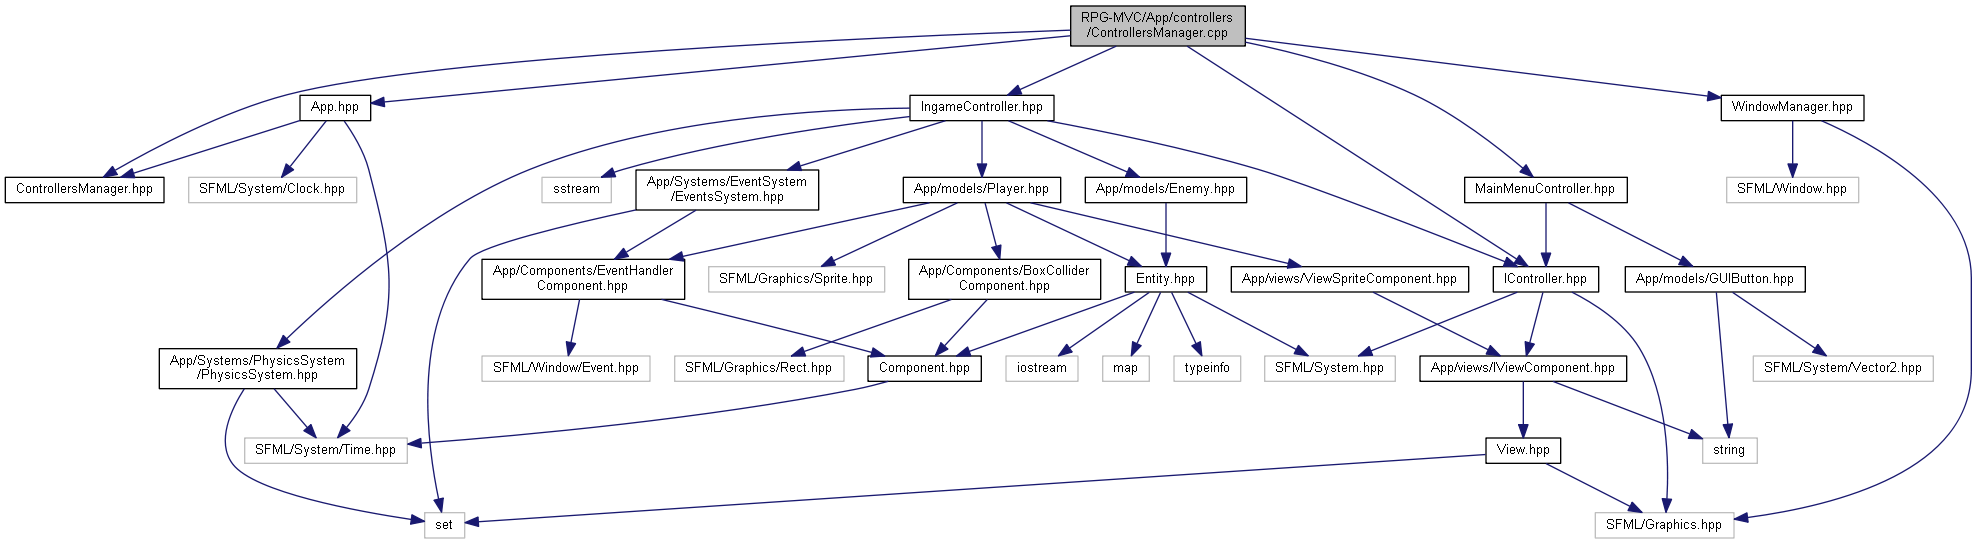 RPG-MVC/App/controllers
/ControllersManager.cpp
App.hpp
IngameController.hpp
WindowManager.hpp
ControllersManager.hpp
SFML/System/Clock.hpp
sstream
App/Systems/EventSystem
/EventsSystem.hpp
App/models/Player.hpp
App/models/Enemy.hpp
MainMenuController.hpp
SFML/Window.hpp
App/Components/EventHandler
Component.hpp
SFML/Graphics/Sprite.hpp
App/Components/BoxCollider
Component.hpp
Entity.hpp
App/views/ViewSpriteComponent.hpp
IController.hpp
App/models/GUIButton.hpp
App/Systems/PhysicsSystem
/PhysicsSystem.hpp
SFML/Window/Event.hpp
SFML/Graphics/Rect.hpp
Component.hpp
iostream
map
typeinfo
SFML/System.hpp
App/views/IViewComponent.hpp
SFML/System/Vector2.hpp
SFML/System/Time.hpp
View.hpp
string
set
SFML/Graphics.hpp